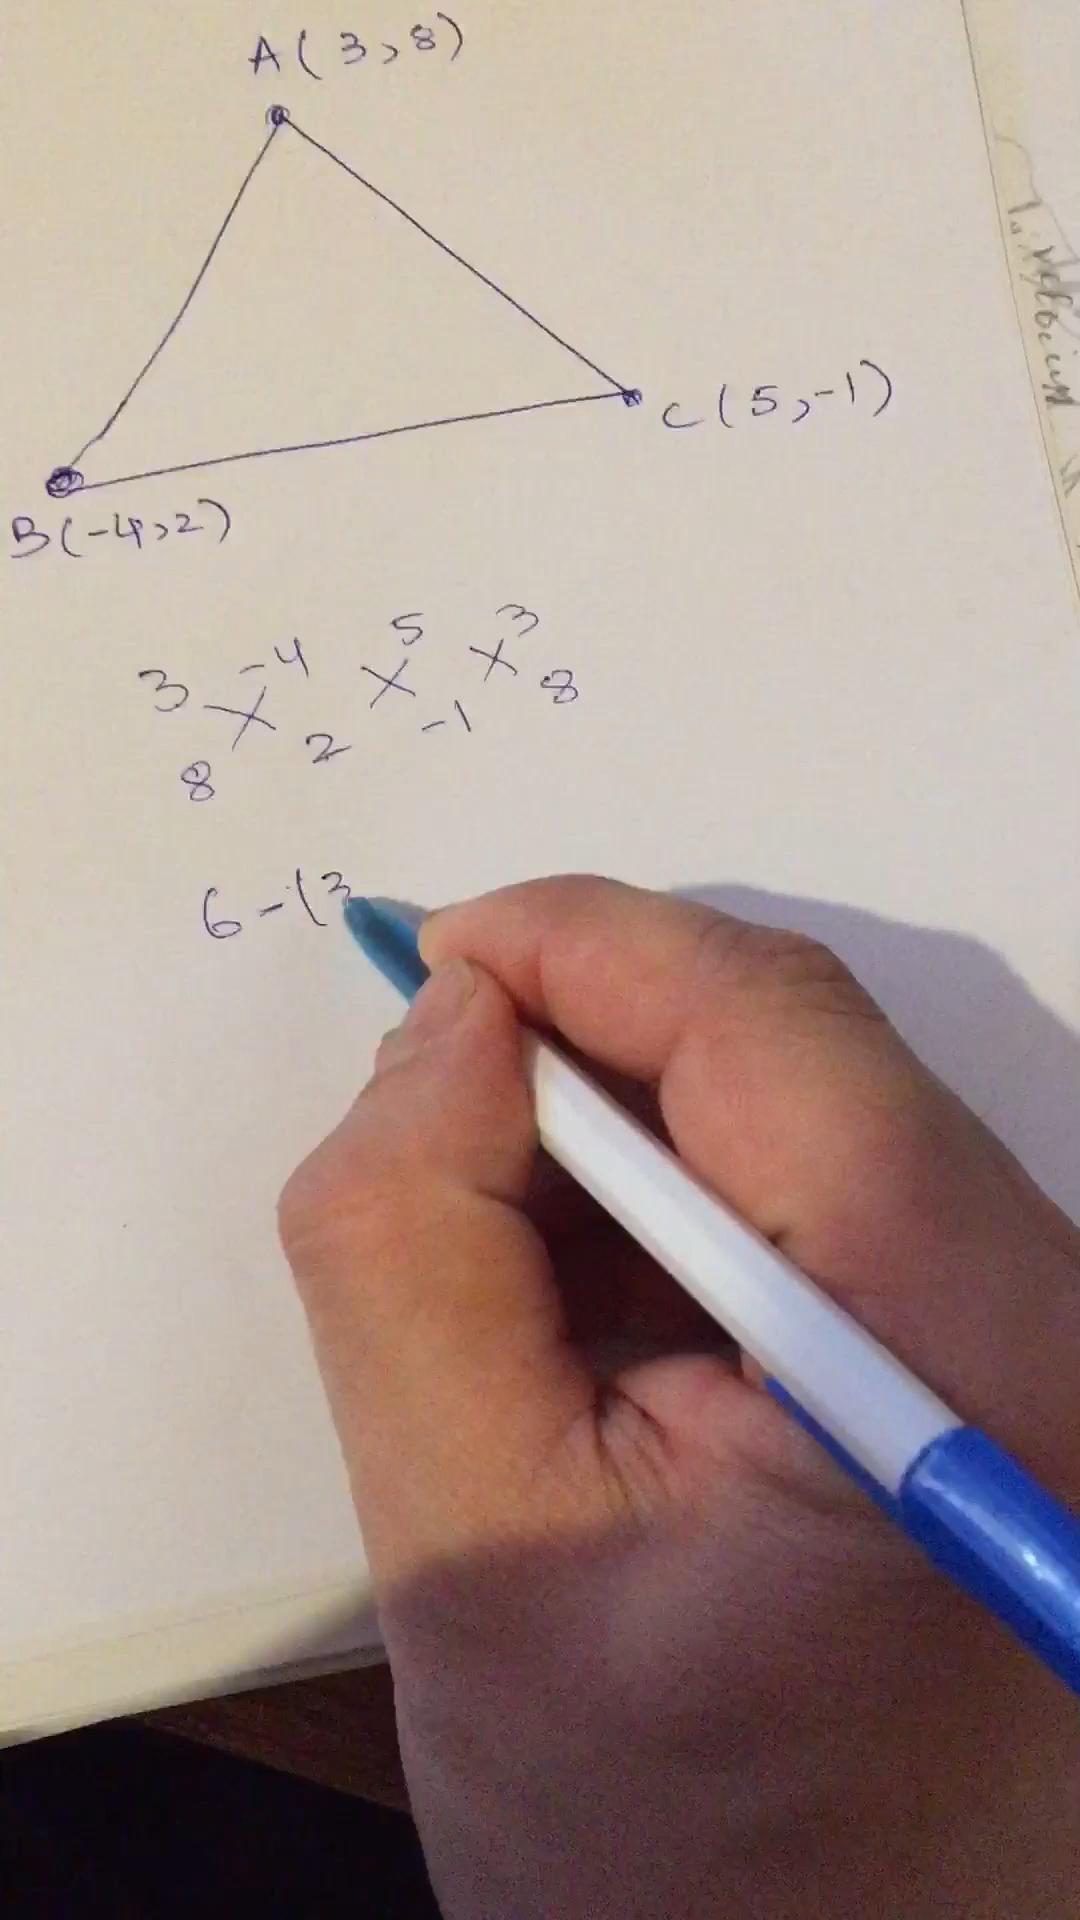 A(3,8)
C(5,-1)
B(-4,2)
3 -4 5 3
8 2 -1 8
6-(3